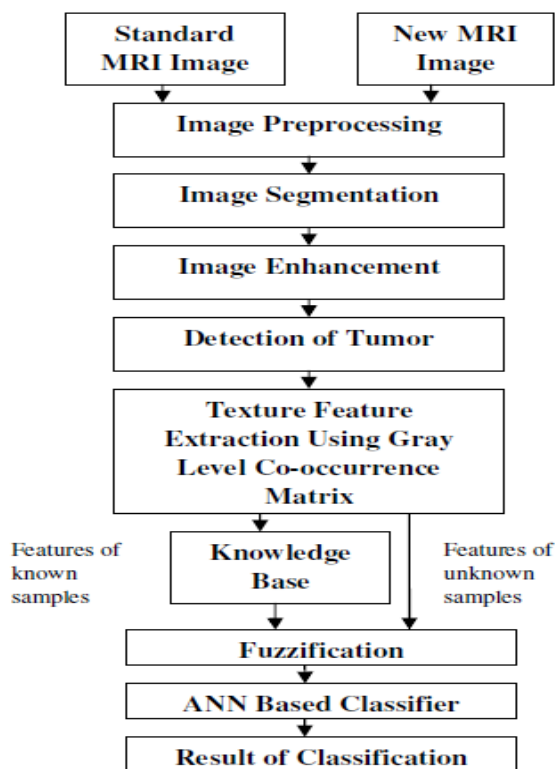 Standard
MRI Image
New MRI
Image
Image Preprocessing
Image Segmentation
Image Enhancement
Detection of Tumor
Texture Feature
Extraction Using Gray
Level Co-occurrence
Matrix
Features of
known
samples
Knowledge
Base
Features of
unknown
samples
Fuzzification
ANN Based Classifier
Result of Classification